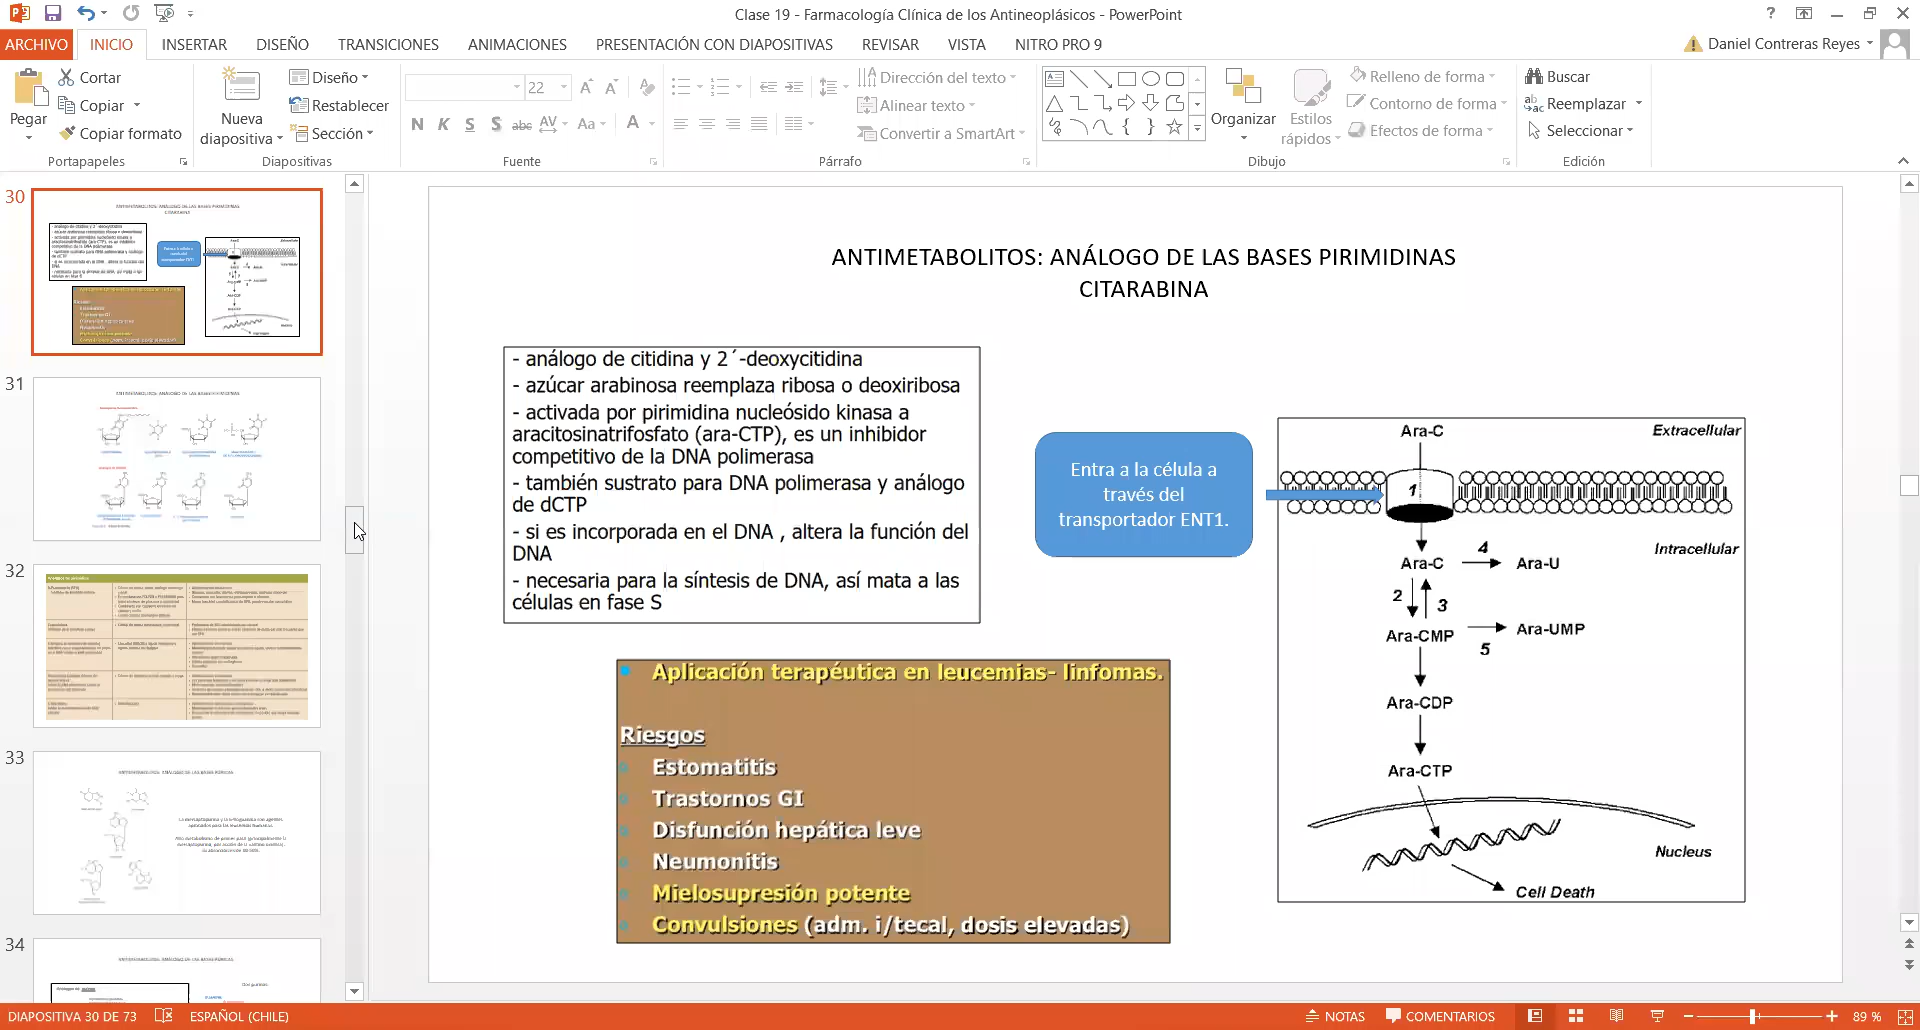 Clase 19 - Farmacología Clínica de los Antineoplásicos - PowerPoint
ARCHIVO INICIO INSERTAR DISEÑO TRANSICIONES ANIMACIONES PRESENTACIÓN CON DIAPOSITIVAS REVISAR VISTA NITRO PRO 9
Daniel Contreras Reyes
Pegar
Cortar
Copiar
Copiar formato
Portapapeles
Nueva
diapositiva
Diseño
Restablecer
Sección
Diapositivas
22
N K S S abc AV Aa A
Fuente
Dirección del texto
Alinear texto
Convertir a SmartArt
Párrafo
Organizar
Estilos
rápidos
Relleno de forma
Contorno de forma
Efectos de forma
Dibujo
Buscar
Reemplazar
Seleccionar
Edición
30
31
32
33
34
ANTIMETABOLITOS: ANÁLOGO DE LAS BASES PIRIMIDINAS
CITARABINA
- análogo de citidina y 2´-deoxycitidina
- azúcar arabinosa reemplaza ribosa o deoxiribosa
- activada por pirimidina nucleósido kinasa a
aracitosinatrifosfato (ara-CTP), es un inhibidor
competitivo de la DNA polimerasa
- también sustrato para DNA polimerasa y análogo
de dCTP
- si es incorporada en el DNA , altera la función del
DNA
- necesaria para la síntesis de DNA, así mata a las
células en fase S
Entra a la célula a
través del
transportador ENT1.
Aplicación terapéutica en leucemias- linfomas.
Riesgos
Estomatitis
Trastornos GI
Disfunción hepática leve
Neumonitis
Mielosupresión potente
Convulsiones (adm. i/tecal, dosis elevadas)
Ara-C
Extracellular
1
Intracellular
Ara-C 4 Ara-U
2 3
Ara-CMP 5 Ara-UMP
Ara-CDP
Ara-CTP
Nucleus
Cell Death
DIAPOSITIVA 30 DE 73 ESPAÑOL (CHILE) NOTAS COMENTARIOS 89 %